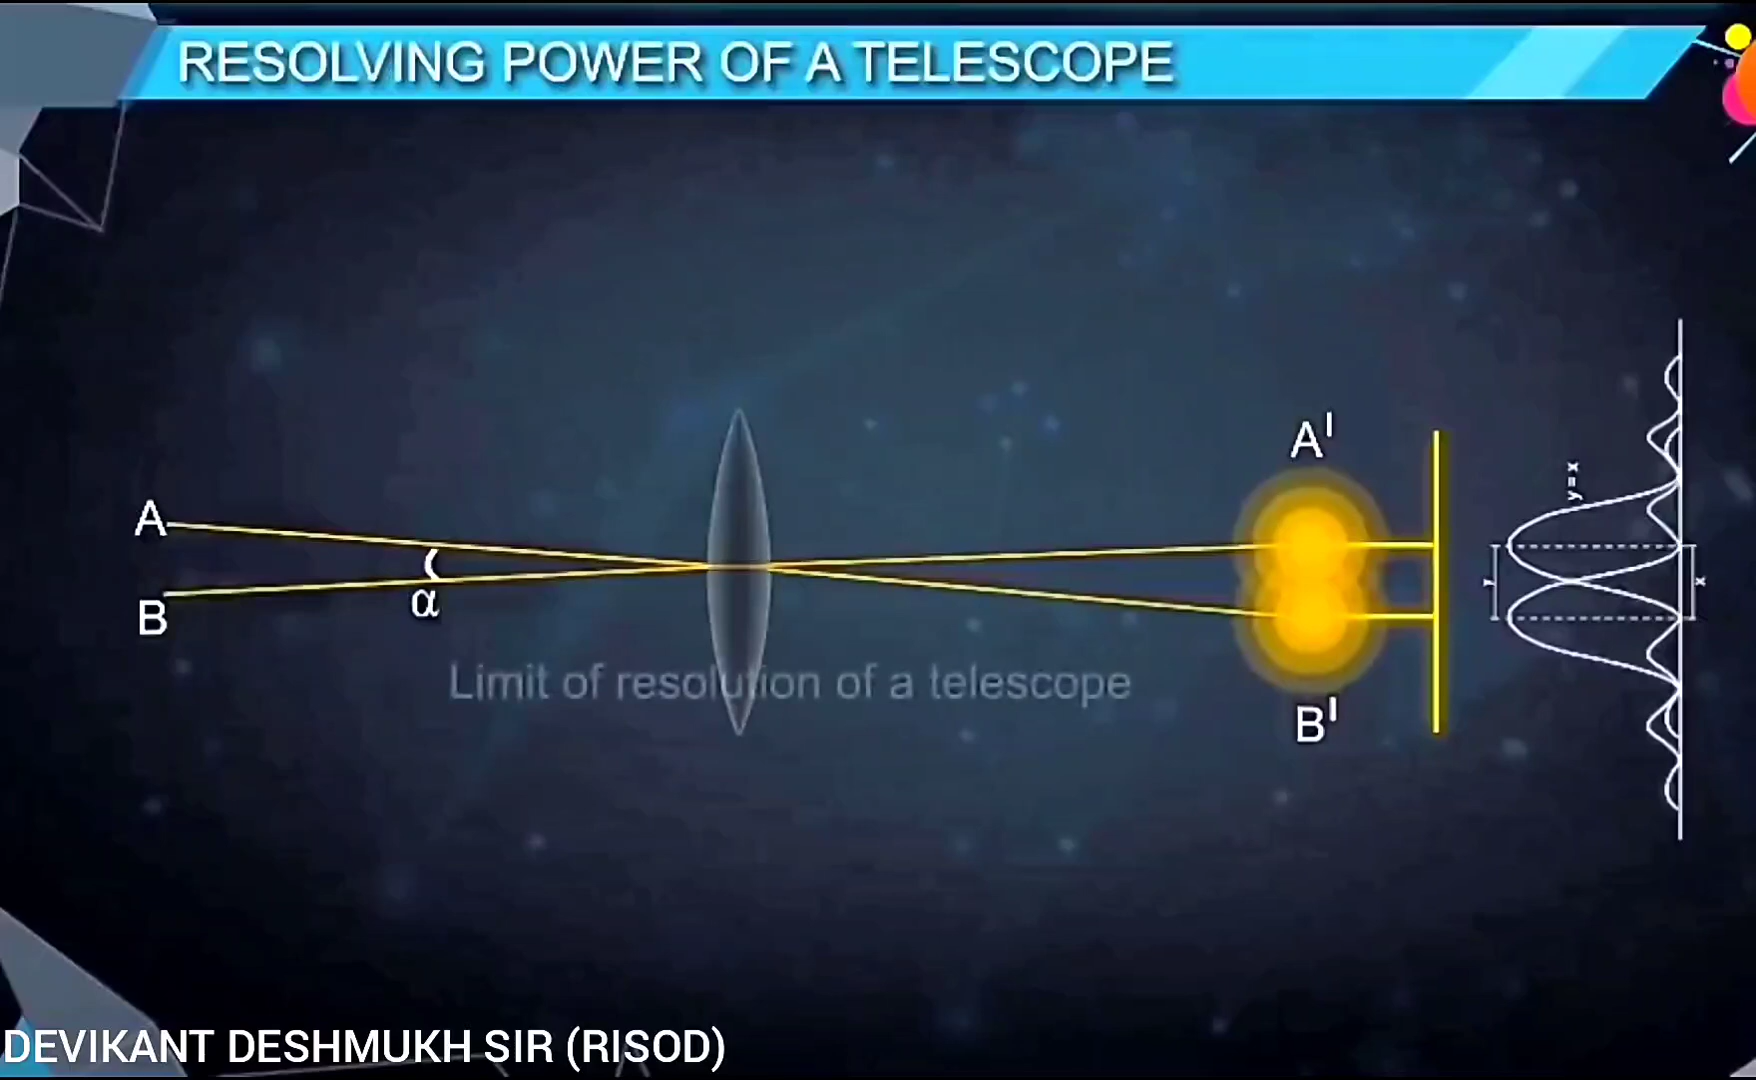 RESOLVING POWER OF A TELESCOPE
A'
y=x
A
B
α
y
x
Limit of resolution of a telescope
B'
DEVIKANT DESHMUKH SIR (RISOD)